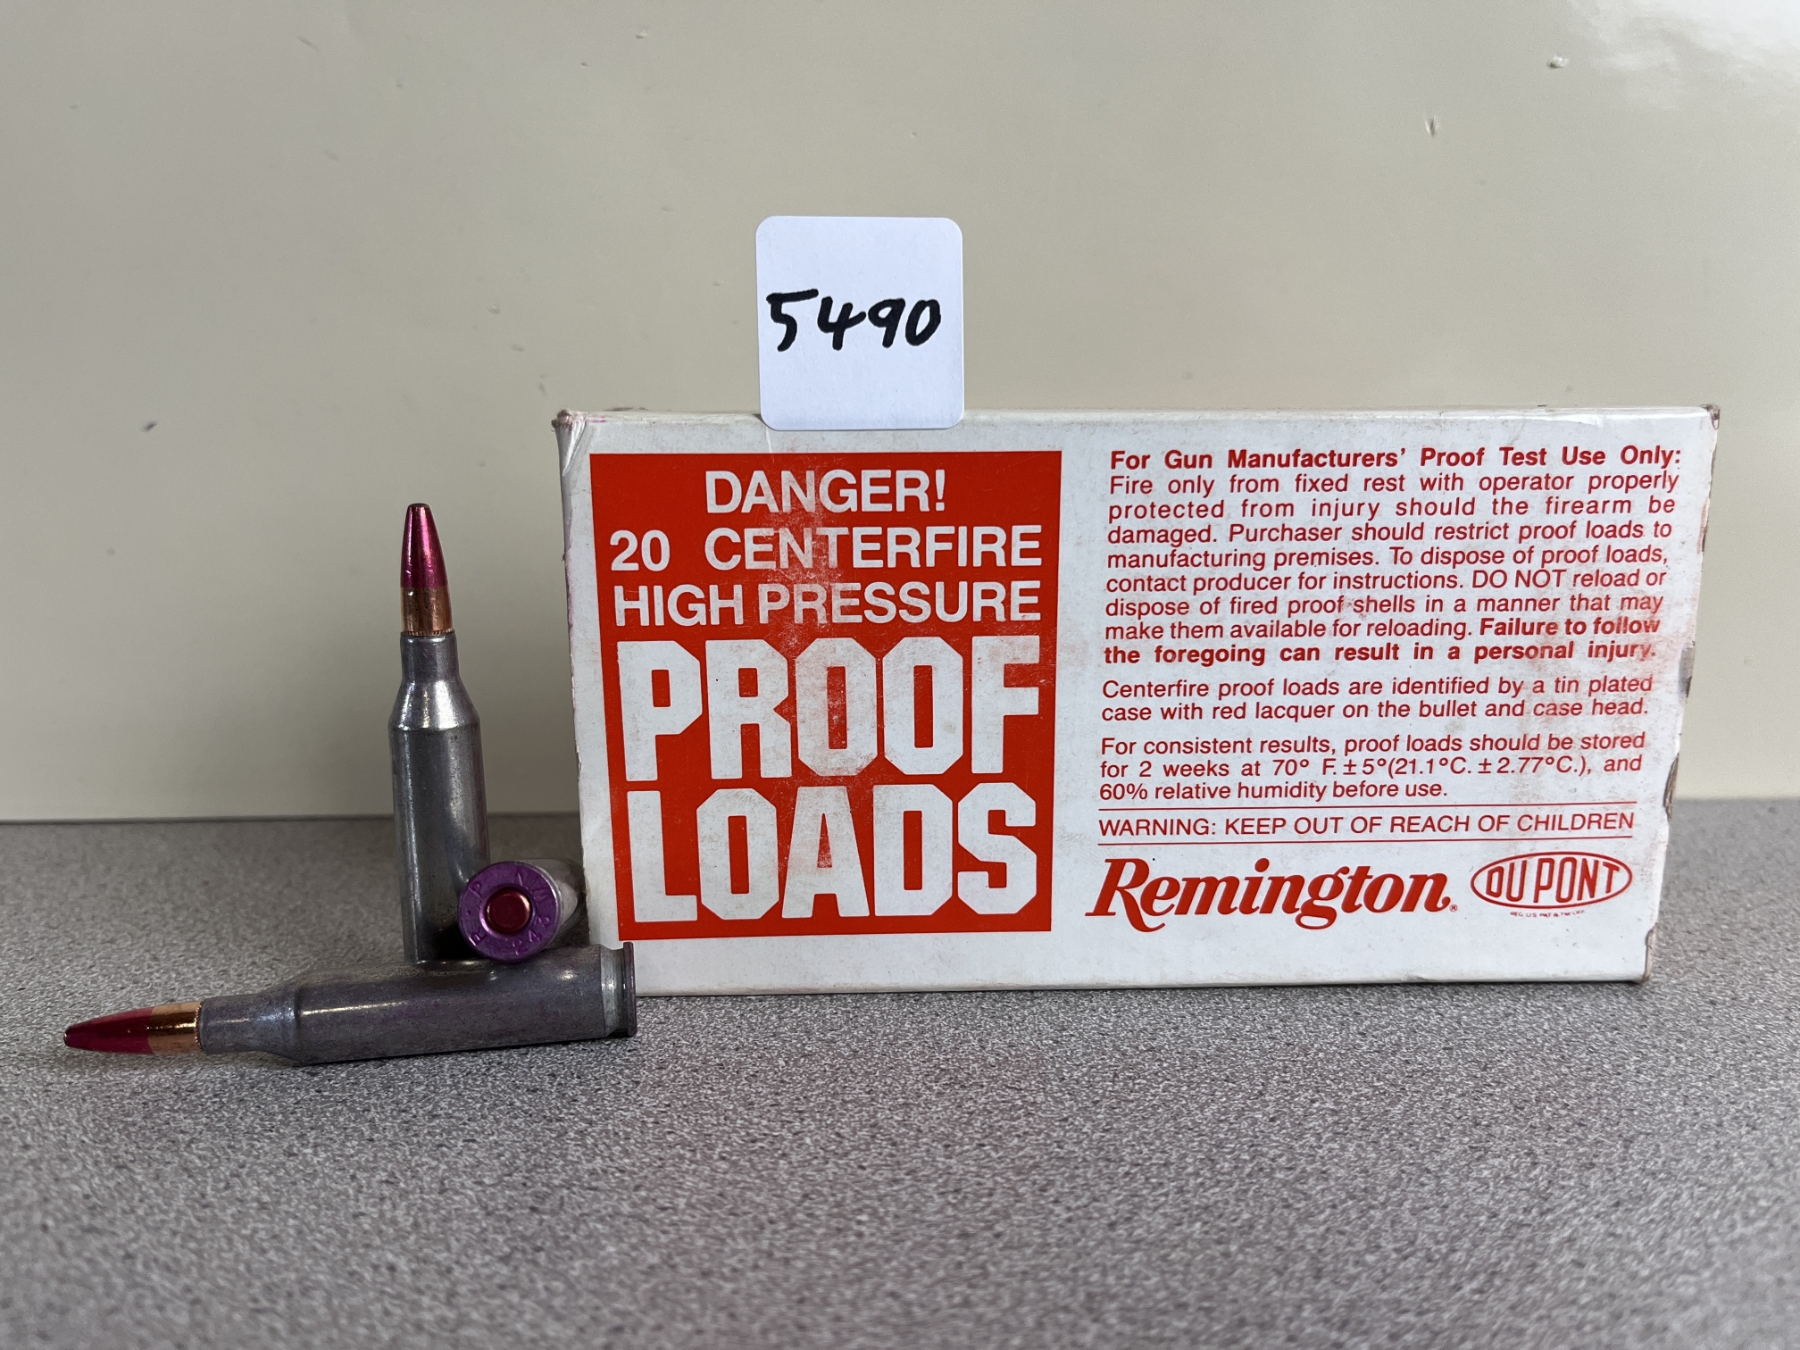 5490
DANGER!
20 CENTERFIRE
HIGH PRESSURE
PROOF
LOADS
For Gun Manufacturers' Proof Test Use Only:
Fire only from fixed rest with operator properly
protected from injury should the firearm be
damaged. Purchaser should restrict proof loads to
manufacturing premises. To dispose of proof loads,
contact producer for instructions. DO NOT reload or
dispose of fired proof shells in a manner that may
make them available for reloading. Failure to follow
the foregoing can result in a personal injury.
Centerfire proof loads are identified by a tin plated
case with red lacquer on the bullet and case head.
For consistent results, proof loads should be stored
for 2 weeks at 70° F. ± 5°(21.1°C. ± 2.77°C.), and
60% relative humidity before use.
WARNING: KEEP OUT OF REACH OF CHILDREN
Remington®
DU PONT